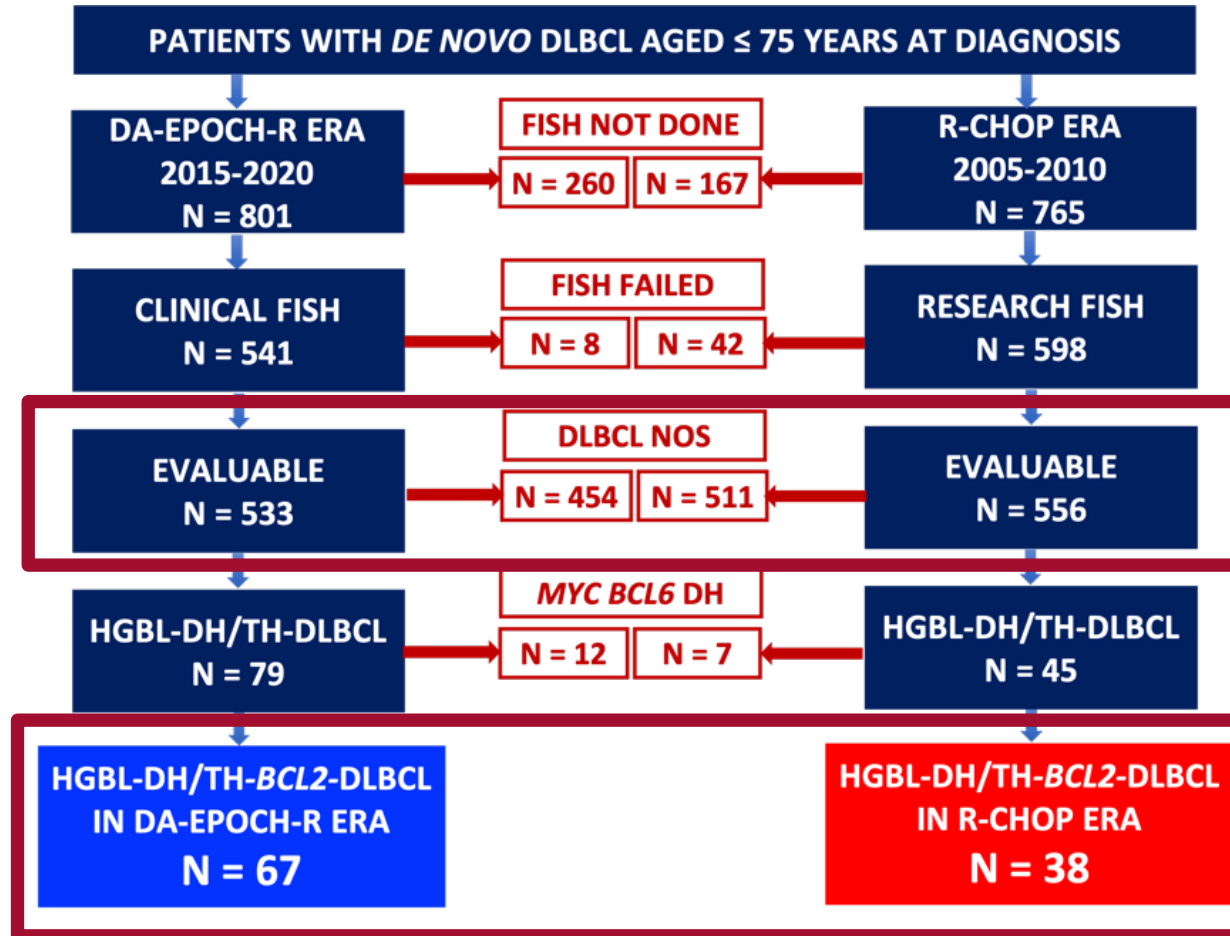 PATIENTS WITH DE NOVO DLBCL AGED ≤ 75 YEARS AT DIAGNOSIS
DA-EPOCH-R ERA
2015-2020
N = 801
FISH NOT DONE
N = 260
N = 167
R-CHOP ERA
2005-2010
N = 765
CLINICAL FISH
N = 541
FISH FAILED
N = 8
N = 42
RESEARCH FISH
N = 598
EVALUABLE
N = 533
DLBCL NOS
N = 454
N = 511
EVALUABLE
N = 556
HGBL-DH/TH-DLBCL
N = 79
MYC BCL6 DH
N = 12
N = 7
HGBL-DH/TH-DLBCL
N = 45
HGBL-DH/TH-BCL2-DLBCL
IN DA-EPOCH-R ERA
N = 67
HGBL-DH/TH-BCL2-DLBCL
IN R-CHOP ERA
N = 38